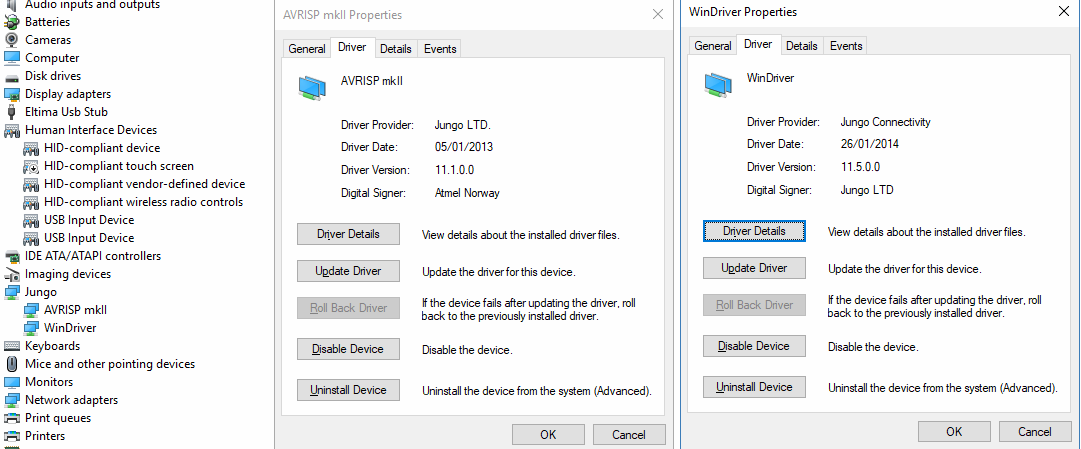 Audio inputs and outputs
Batteries
Cameras
Computer
Disk drives
Display adapters
Eltima Usb Stub
Human Interface Devices
HID-compliant device
HID-compliant touch screen
HID-compliant vendor-defined device
HID-compliant wireless radio controls
USB Input Device
USB Input Device
IDE ATA/ATAPI controllers
Imaging devices
Jungo
AVRISP mkII
WinDriver
Keyboards
Mice and other pointing devices
Monitors
Network adapters
Print queues
Printers
AVRISP mkII Properties
General Driver Details Events
AVRISP mkII
Driver Provider: Jungo LTD.
Driver Date: 05/01/2013
Driver Version: 11.1.0.0
Digital Signer: Atmel Norway
Driver Details View details about the installed driver files.
Update Driver Update the driver for this device.
Roll Back Driver If the device fails after updating the driver, roll
back to the previously installed driver.
Disable Device Disable the device.
Uninstall Device Uninstall the device from the system (Advanced).
OK Cancel
WinDriver Properties
General Driver Details Events
WinDriver
Driver Provider: Jungo Connectivity
Driver Date: 26/01/2014
Driver Version: 11.5.0.0
Digital Signer: Jungo LTD
Driver Details View details about the installed driver files.
Update Driver Update the driver for this device.
Roll Back Driver If the device fails after updating the driver, roll
back to the previously installed driver.
Disable Device Disable the device.
Uninstall Device Uninstall the device from the system (Advanced).
OK Cancel